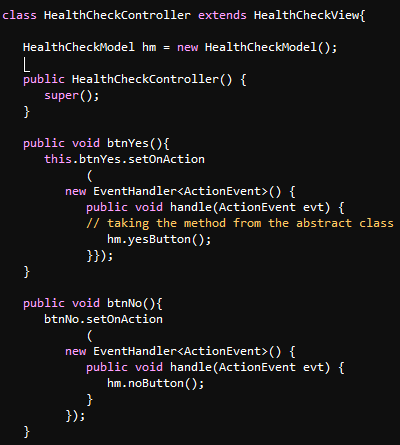 class HealthCheckController extends HealthCheckView{
HealthCheckModel hm = new HealthCheckModel();
public HealthCheckController() {
super();
}
public void btnYes(){
this.btnYes.setOnAction
(
new EventHandler<ActionEvent>() {
public void handle(ActionEvent evt) {
// taking the method from the abstract class
hm.yesButton();
}});
}
public void btnNo(){
btnNo.setOnAction
(
new EventHandler<ActionEvent>() {
public void handle(ActionEvent evt) {
hm.noButton();
}
});
}